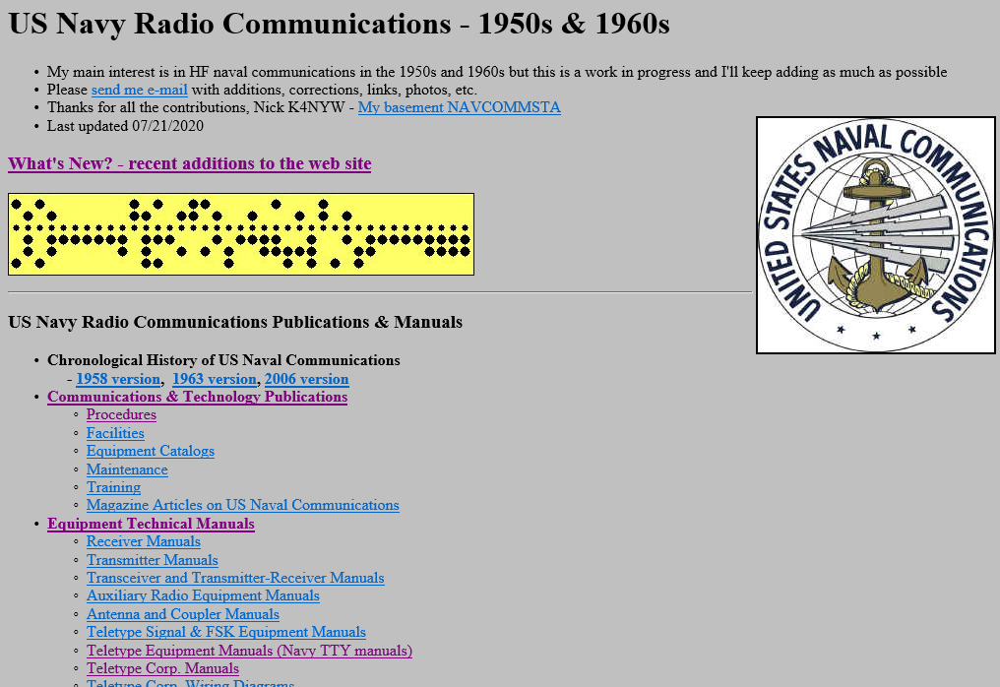 US Navy Radio Communications - 1950s & 1960s
• My main interest is in HF naval communications in the 1950s and 1960s but this is a work in progress and I'll keep adding as much as possible
• Please send me e-mail with additions, corrections, links, photos, etc.
• Thanks for all the contributions, Nick K4NYW - My basement NAVCOMMSTA
• Last updated 07/21/2020
What's New? - recent additions to the web site
UNITED STATES NAVAL COMMUNICATIONS
US Navy Radio Communications Publications & Manuals
• Chronological History of US Naval Communications
- 1958 version, 1963 version, 2006 version
• Communications & Technology Publications
◦ Procedures
◦ Facilities
◦ Equipment Catalogs
◦ Maintenance
◦ Training
◦ Magazine Articles on US Naval Communications
• Equipment Technical Manuals
◦ Receiver Manuals
◦ Transmitter Manuals
◦ Transceiver and Transmitter-Receiver Manuals
◦ Auxiliary Radio Equipment Manuals
◦ Antenna and Coupler Manuals
◦ Teletype Signal & FSK Equipment Manuals
◦ Teletype Equipment Manuals (Navy TTY manuals)
◦ Teletype Corp. Manuals
◦ Teletype Corp. Wiring Diagrams